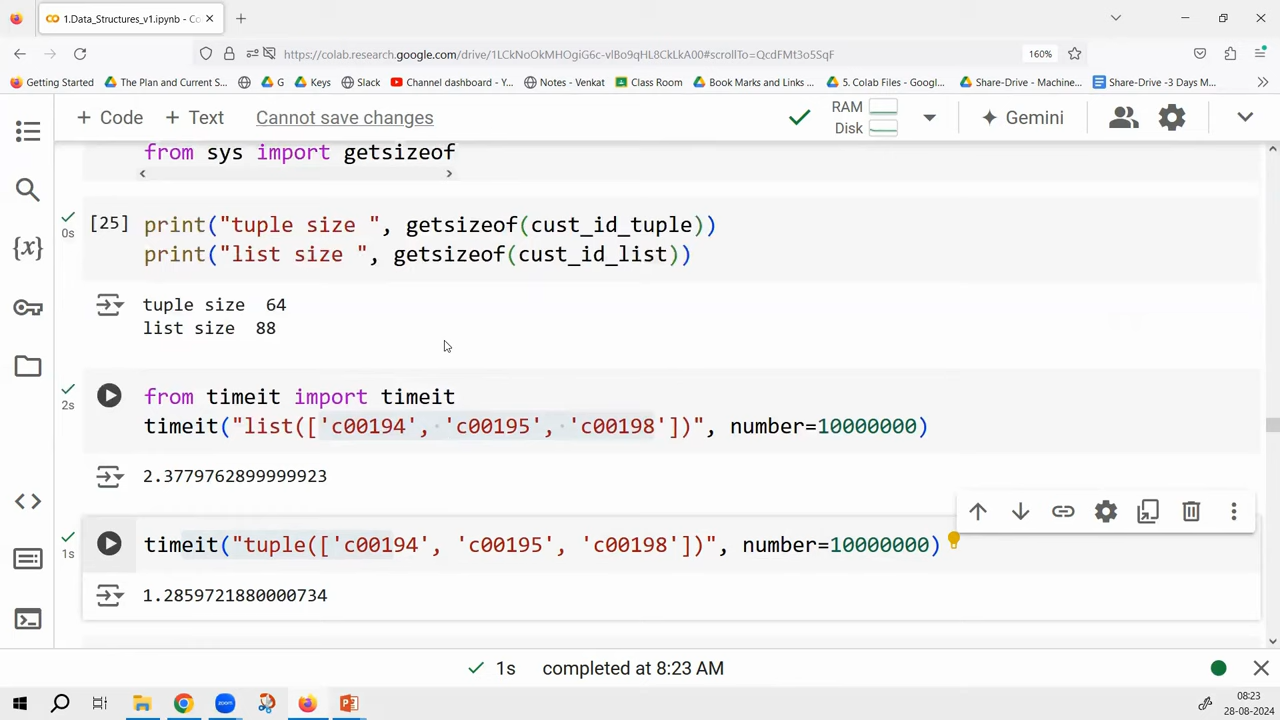 1.Data_Structures_v1.ipynb - Co
https://colab.research.google.com/drive/1LCkNoOkMHOgiG6c-vlBo9qHL8CkLkA00#scrollTo=QcdFMt3o5SqF
160%
Getting Started
The Plan and Current S...
G
Keys
Slack
Channel dashboard - Y...
Notes - Venkat
Class Room
Book Marks and Links ...
5. Colab Files - Googl...
Share-Drive - Machine...
Share-Drive -3 Days M...
+ Code + Text Cannot save changes
RAM
Disk
Gemini
from sys import getsizeof
[25] print("tuple size ", getsizeof(cust_id_tuple))
0s
print("list size ", getsizeof(cust_id_list))
tuple size  64
list size  88
from timeit import timeit
2s
timeit("list(['c00194', 'c00195', 'c00198'])", number=10000000)
2.3779762899999923
timeit("tuple(['c00194', 'c00195', 'c00198'])", number=10000000)
1s
1.2859721880000734
1s completed at 8:23 AM
zoom
08:23
28-08-2024